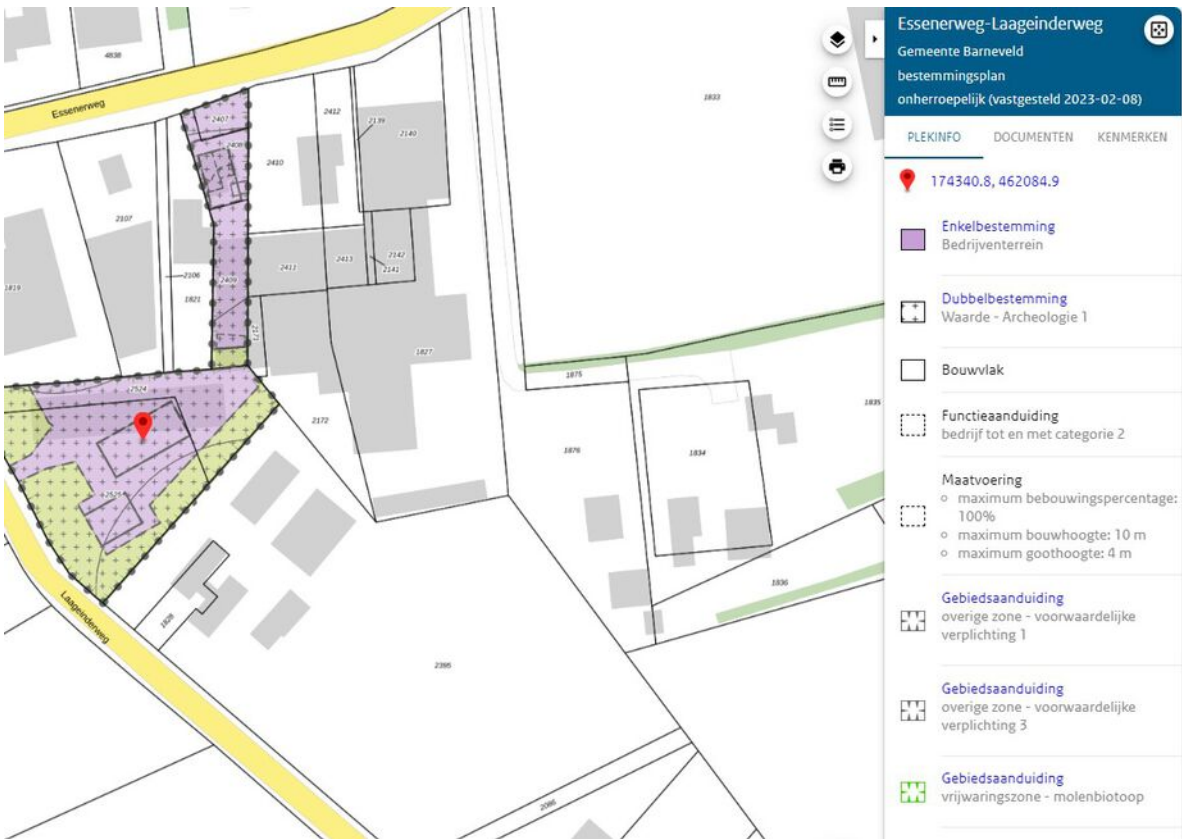 4838
Essenerweg
2407
2408
2412
2139
2140
2410
1833
2107
2106
1821
2409
2411
2413
2142
2141
2171
1819
1827
1875
1835
2524
2172
1876
1834
2525
1836
Laageinderweg
1828
2395
2086
Essenerweg-Laageinderweg
Gemeente Barneveld
bestemmingsplan
onherroepelijk (vastgesteld 2023-02-08)
PLEKINFO DOCUMENTEN KENMERKEN
174340.8, 462084.9
Enkelbestemming
Bedrijventerrein
Dubbelbestemming
Waarde - Archeologie 1
Bouwvlak
Functieaanduiding
bedrijf tot en met categorie 2
Maatvoering
maximum bebouwingspercentage:
100%
maximum bouwhoogte: 10 m
maximum goothoogte: 4 m
Gebiedsaanduiding
overige zone - voorwaardelijke
verplichting 1
Gebiedsaanduiding
overige zone - voorwaardelijke
verplichting 3
Gebiedsaanduiding
vrijwaringszone - molenbiotoop